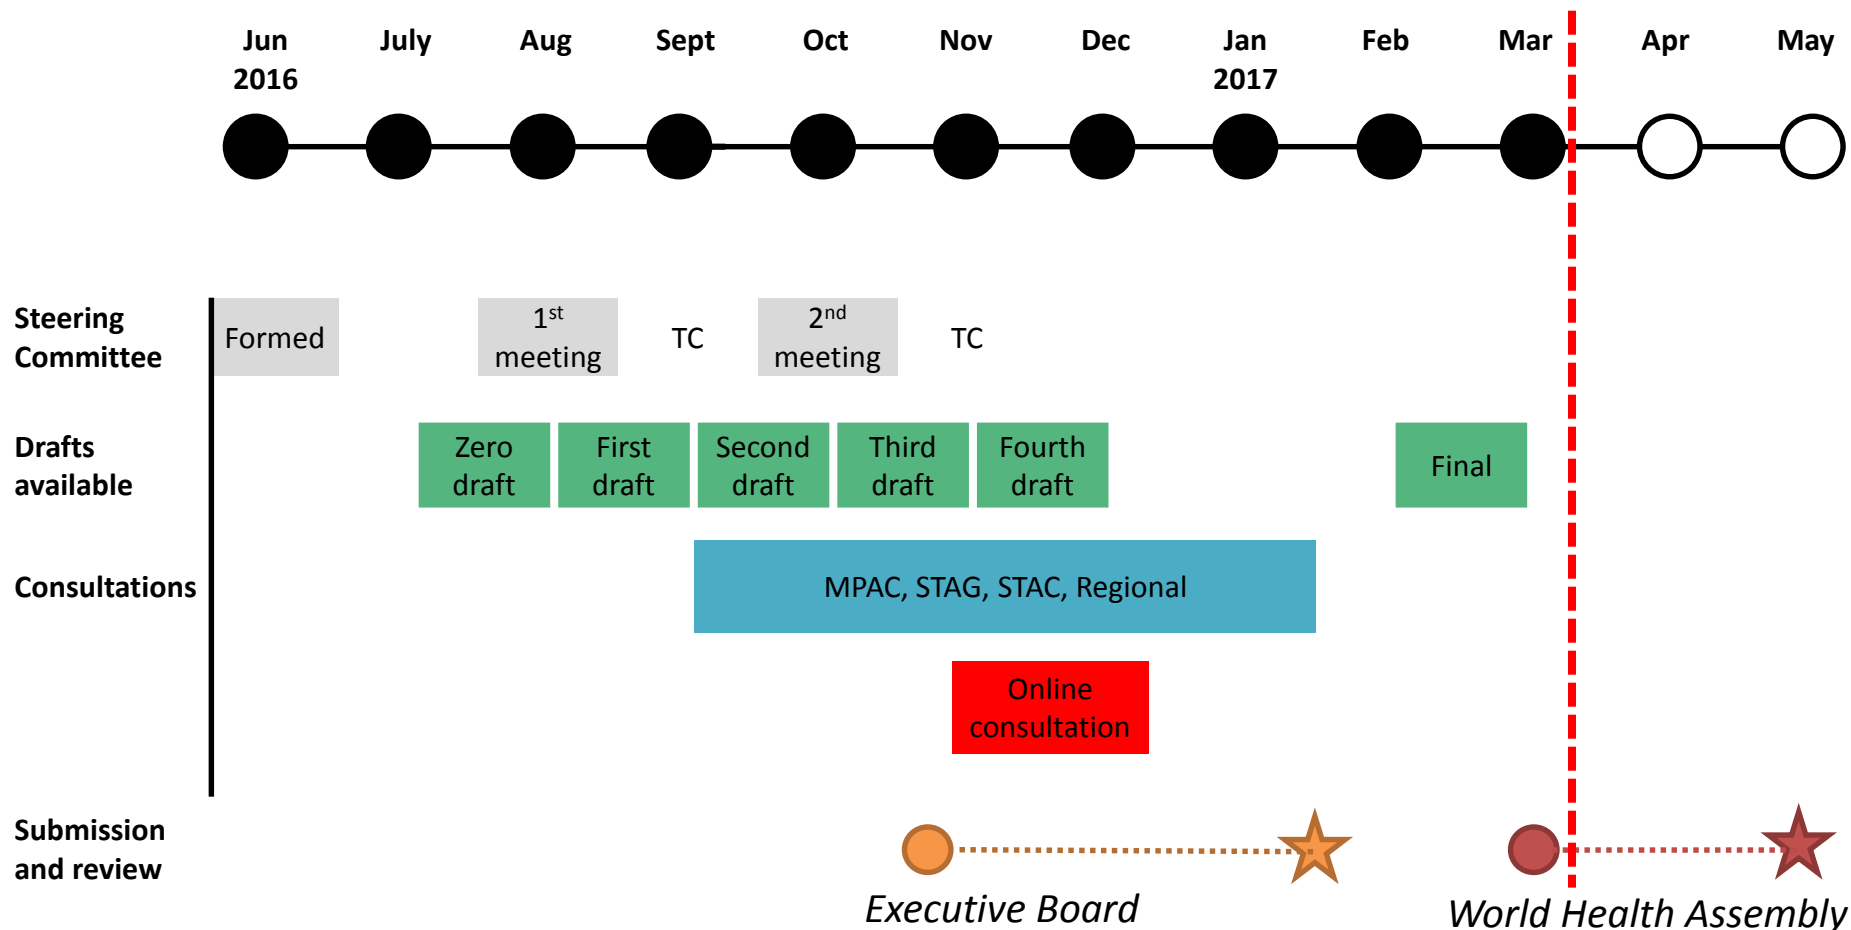 Jun July Aug Sept Oct Nov Dec Jan Feb Mar Apr May
2016 2017
Steering
Committee
Formed
1st
meeting
TC
2nd
meeting
TC
Drafts
available
Zero
draft
First
draft
Second
draft
Third
draft
Fourth
draft
Final
Consultations
MPAC, STAG, STAC, Regional
Online
consultation
Submission
and review
Executive Board
World Health Assembly